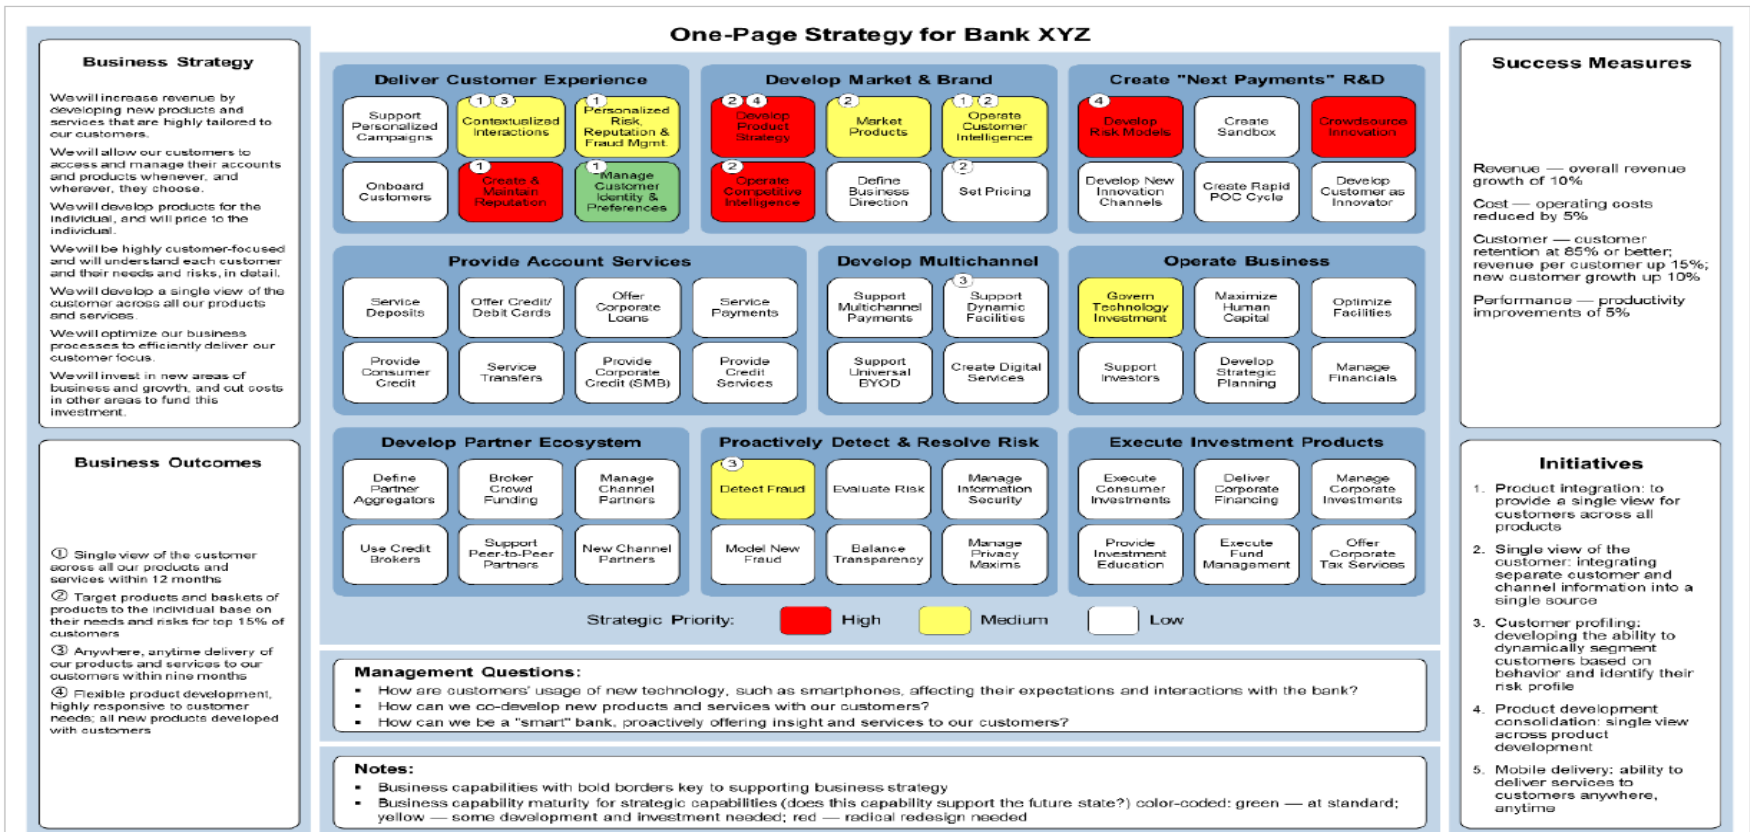 One-Page Strategy for Bank XYZ
Business Strategy
We will increase revenue by
developing new products and
services that are highly tailored to
our customers.
We will allow our customers to
access and manage their accounts
and products whenever, and
wherever, they choose.
We will develop products for the
individual, and will price to the
individual.
We will be highly customer-focused
and will understand each customer
and their needs and risks, in detail.
We will develop a single view of the
customer across all our products
and services.
We will optimize our business
processes to efficiently deliver our
customer focus.
We will invest in new areas of
business and growth, and cut costs
in other areas to fund this
investment.
Business Outcomes
① Single view of the customer
across all our products and
services within 12 months
② Target products and baskets of
products to the individual base on
their needs and risks for top 15% of
customers
③ Anywhere, anytime delivery of
our products and services to our
customers within nine months
④ Flexible product development,
highly responsive to customer
needs; all new products developed
with customers
Deliver Customer Experience
Support
Personalized
Campaigns
1 3
Contextualized
Interactions
1
Personalized
Risk,
Reputation &
Fraud Mgmt.
Onboard
Customers
1
Create &
Maintain
Reputation
1
Manage
Customer
Identity &
Preferences
Develop Market & Brand
2 4
Develop
Product
Strategy
2
Market
Products
1 2
Operate
Customer
Intelligence
2
Operate
Competitive
Intelligence
Define
Business
Direction
2
Set Pricing
Create "Next Payments" R&D
4
Develop
Risk Models
Create
Sandbox
Crowdsource
Innovation
Develop New
Innovation
Channels
Create Rapid
POC Cycle
Develop
Customer as
Innovator
Provide Account Services
Service
Deposits
Offer Credit/
Debit Cards
Offer
Corporate
Loans
Service
Payments
Provide
Consumer
Credit
Service
Transfers
Provide
Corporate
Credit (SMB)
Provide
Credit
Services
Develop Multichannel
Support
Multichannel
Payments
3
Support
Dynamic
Facilities
Support
Universal
BYOD
Create Digital
Services
Operate Business
Govern
Technology
Investment
Maximize
Human
Capital
Optimize
Facilities
Support
Investors
Develop
Strategic
Planning
Manage
Financials
Develop Partner Ecosystem
Define
Partner
Aggregators
Broker
Crowd
Funding
Manage
Channel
Partners
Use Credit
Brokers
Support
Peer-to-Peer
Partners
New Channel
Partners
Proactively Detect & Resolve Risk
3
Detect Fraud
Evaluate Risk
Manage
Information
Security
Model New
Fraud
Balance
Transparency
Manage
Privacy
Maxims
Execute Investment Products
Execute
Consumer
Investments
Deliver
Corporate
Financing
Manage
Corporate
Investments
Provide
Investment
Education
Execute
Fund
Management
Offer
Corporate
Tax Services
Strategic Priority: High Medium Low
Management Questions:
▪ How are customers' usage of new technology, such as smartphones, affecting their expectations and interactions with the bank?
▪ How can we co-develop new products and services with our customers?
▪ How can we be a "smart" bank, proactively offering insight and services to our customers?
Notes:
▪ Business capabilities with bold borders key to supporting business strategy
▪ Business capability maturity for strategic capabilities (does this capability support the future state?) color-coded: green — at standard;
yellow — some development and investment needed; red — radical redesign needed
Success Measures
Revenue — overall revenue
growth of 10%
Cost — operating costs
reduced by 5%
Customer — customer
retention at 85% or better;
revenue per customer up 15%;
new customer growth up 10%
Performance — productivity
improvements of 5%
Initiatives
1. Product integration: to
provide a single view for
customers across all
products
2. Single view of the
customer: integrating
separate customer and
channel information into a
single source
3. Customer profiling:
developing the ability to
dynamically segment
customers based on
behavior and identify their
risk profile
4. Product development
consolidation: single view
across product
development
5. Mobile delivery: ability to
deliver services to
customers anywhere,
anytime